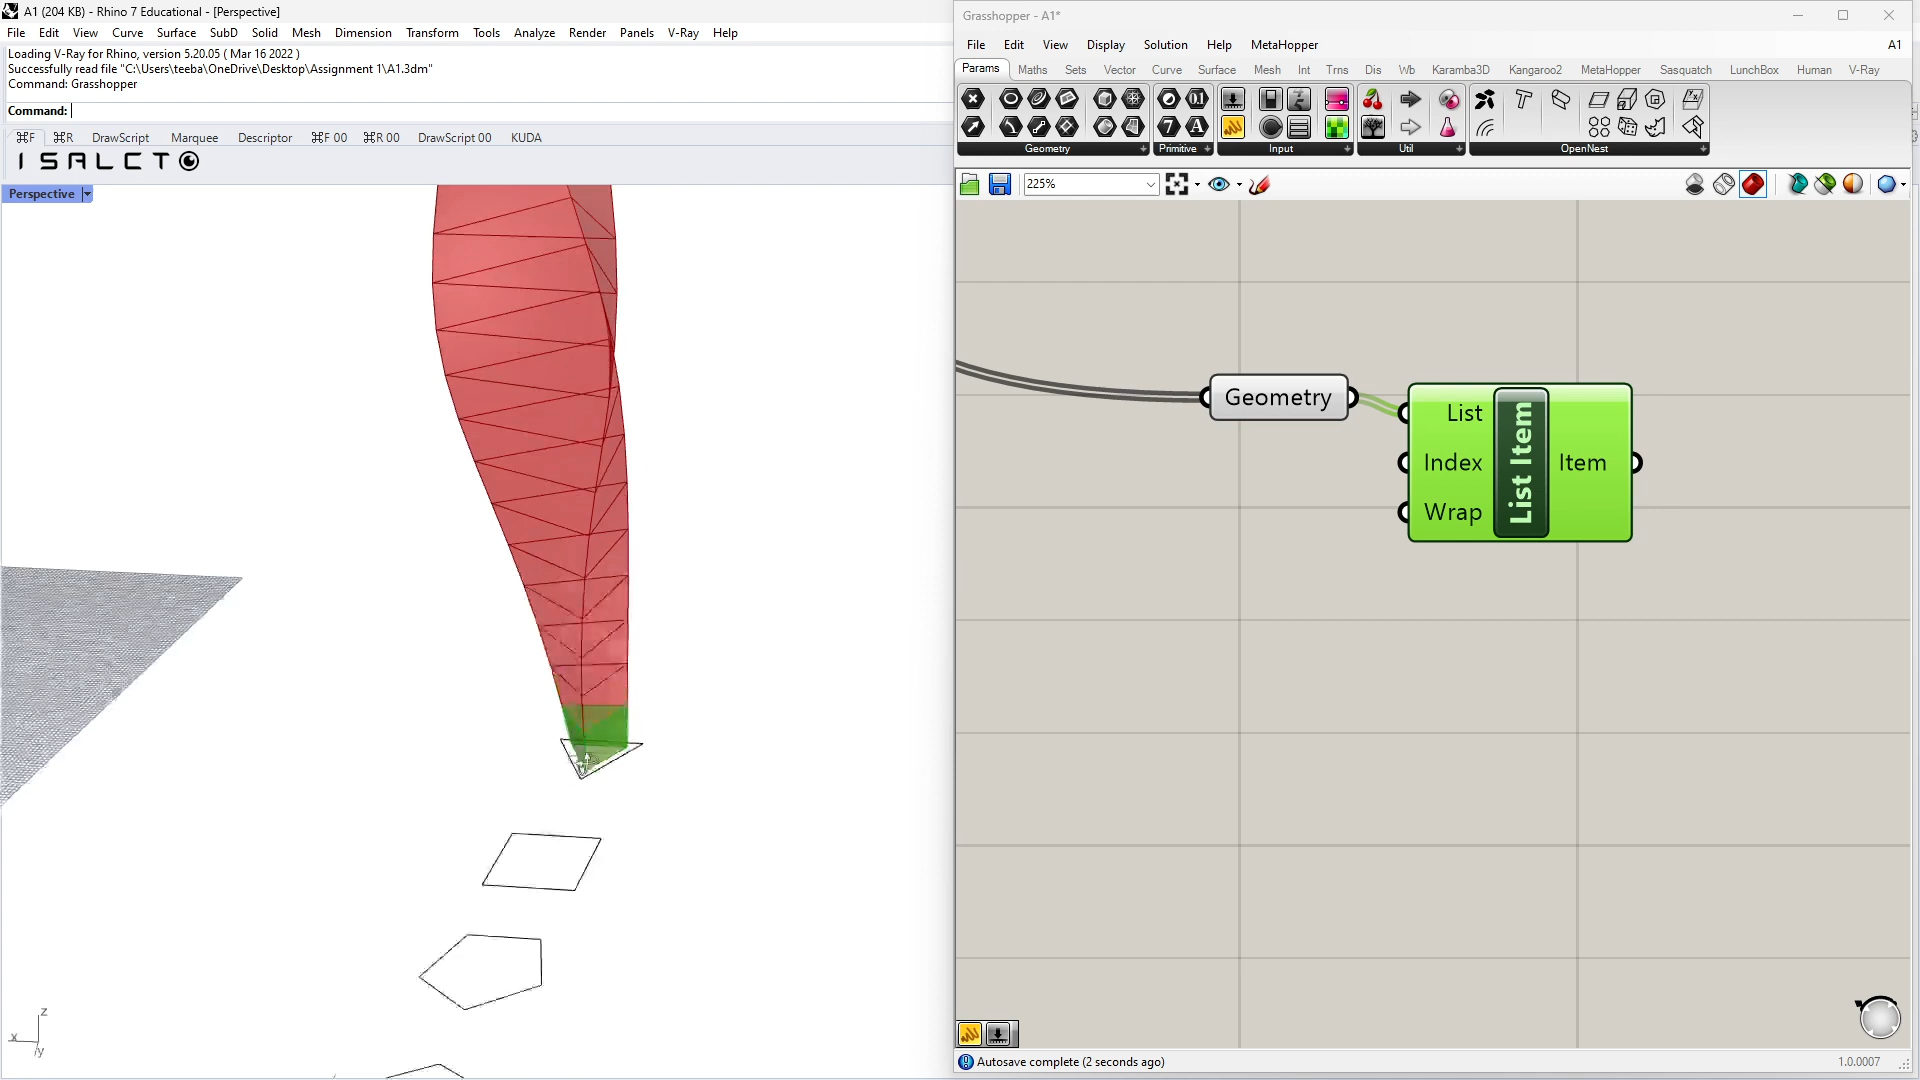 A1 (204 KB) - Rhino 7 Educational - [Perspective]
File Edit View Curve Surface SubD Solid Mesh Dimension Transform Tools Analyze Render Panels V-Ray Help
Loading V-Ray for Rhino, version 5.20.05 ( Mar 16 2022 )
Successfully read file "C:\Users\teeba\OneDrive\Desktop\Assignment 1\A1.3dm"
Command: Grasshopper
Command:
⌘F ⌘R DrawScript Marquee Descriptor ⌘F 00 ⌘R 00 DrawScript 00 KUDA
Perspective
z
x
y
Grasshopper - A1*
File Edit View Display Solution Help MetaHopper A1
Params Maths Sets Vector Curve Surface Mesh Int Trns Dis Wb Karamba3D Kangaroo2 MetaHopper Sasquatch LunchBox Human V-Ray
Geometry Primitive Input Util OpenNest
225%
Geometry
List
Index
Wrap
List Item
Item
Autosave complete (2 seconds ago)
1.0.0007